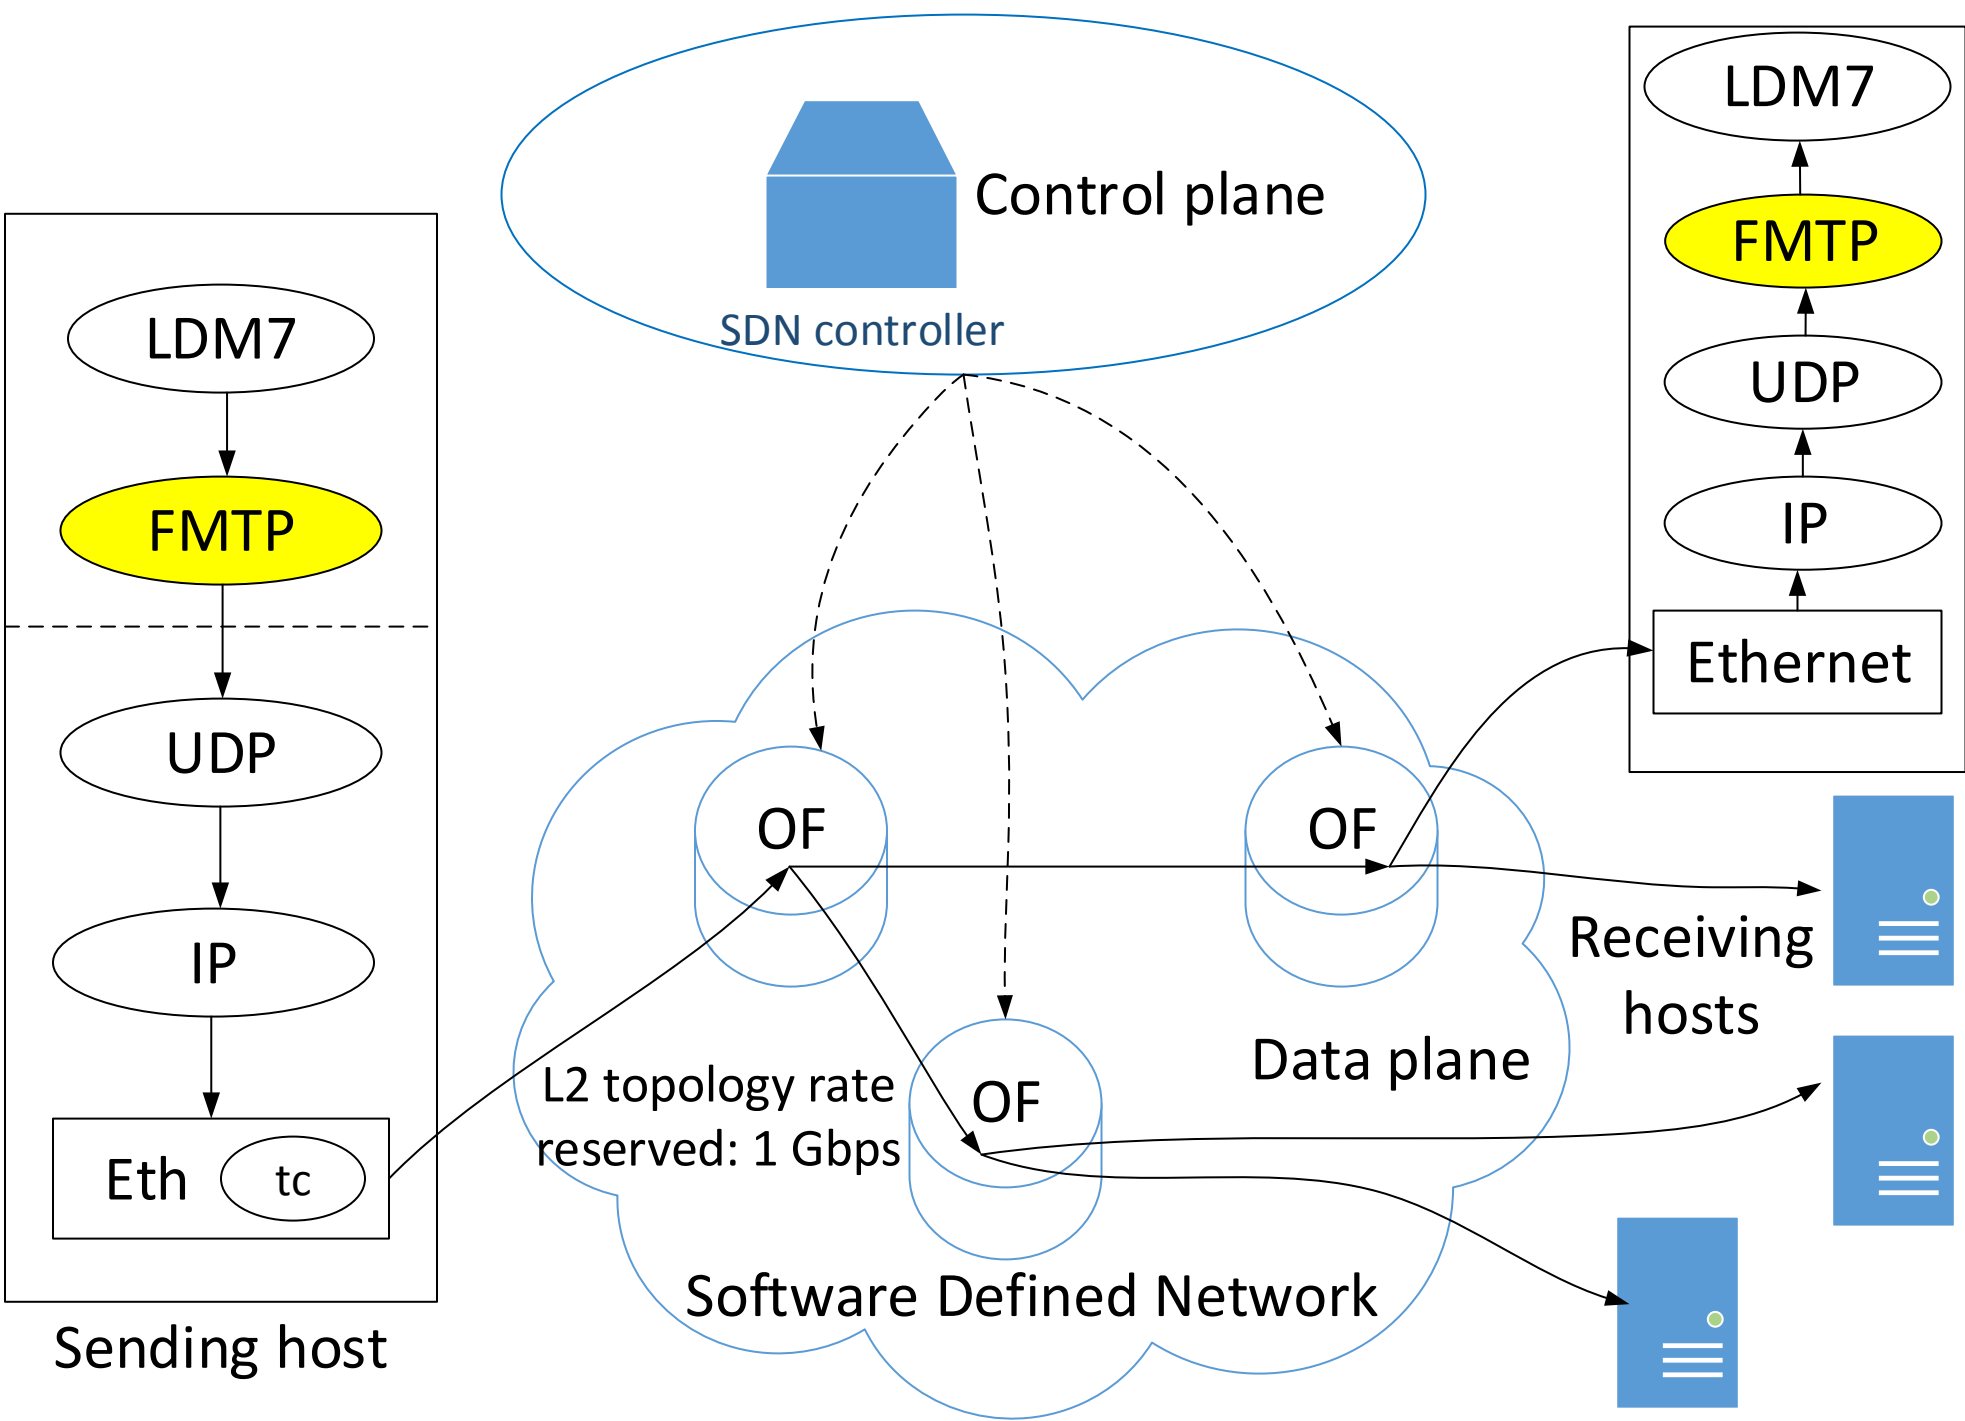 Control plane
SDN controller
LDM7
FMTP
UDP
IP
Eth
tc
Sending host
OF
OF
OF
L2 topology rate
reserved: 1 Gbps
Data plane
Software Defined Network
LDM7
FMTP
UDP
IP
Ethernet
Receiving
hosts